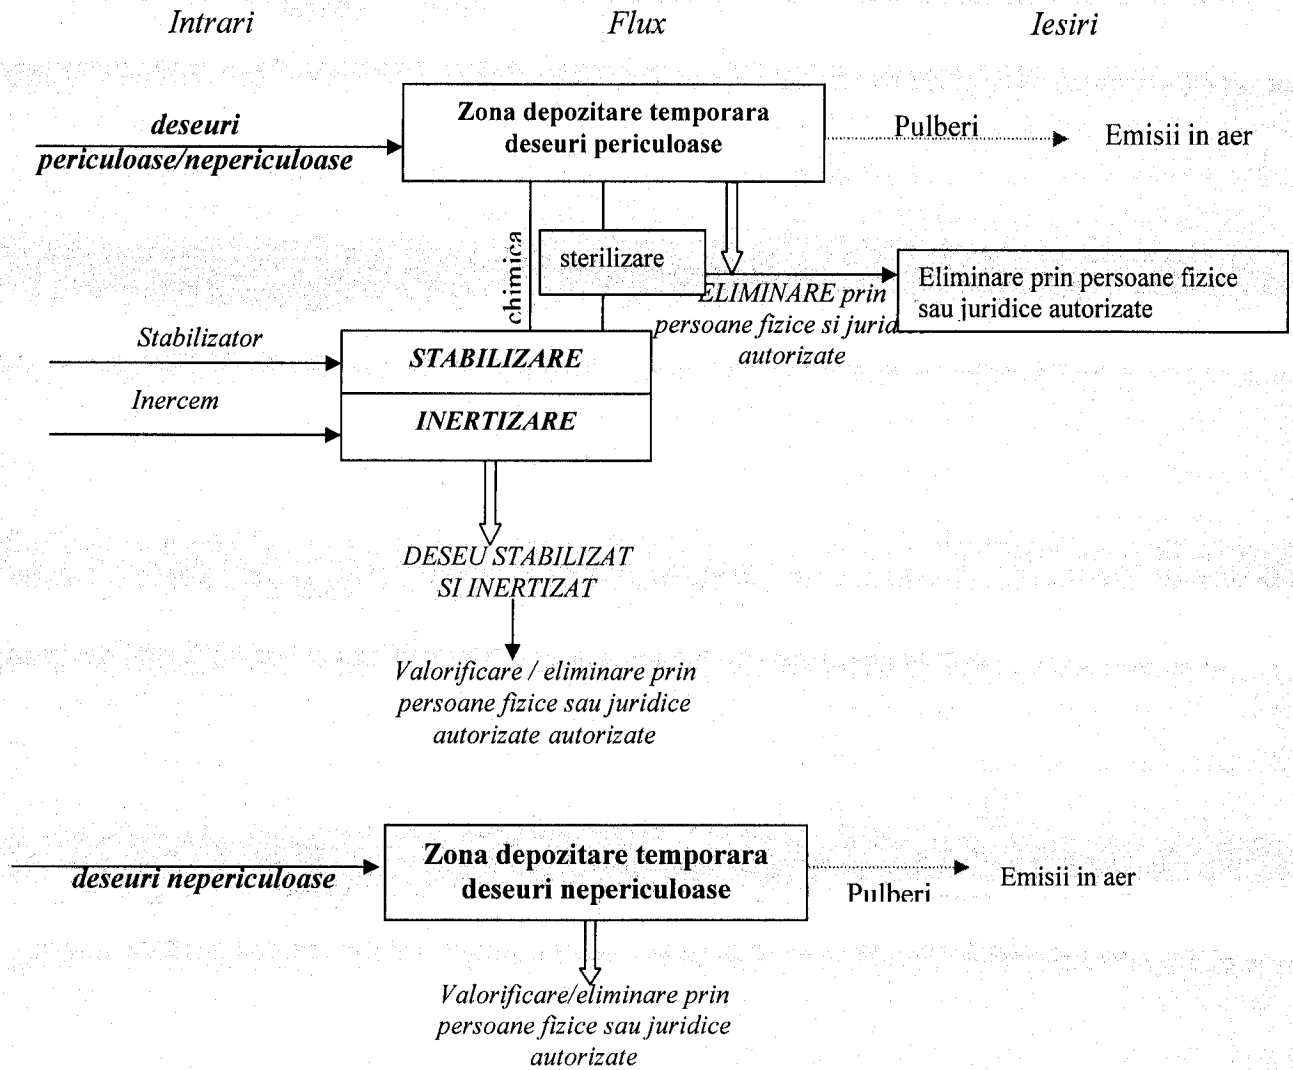 Intrari
Flux
Iesiri
deseuri
periculoase/nepericuloase
Zona depozitare temporara
deseuri periculoase
Pulberi
Emisii in aer
chimica
sterilizare
ELIMINARE prin
persoane fizice si jurid
autorizate
Eliminare prin persoane fizice
sau juridice autorizate
Stabilizator
STABILIZARE
Inercem
INERTIZARE
DESEU STABILIZAT
SI INERTIZAT
Valorificare / eliminare prin
persoane fizice sau juridice
autorizate autorizate
deseuri nepericuloase
Zona depozitare temporara
deseuri nepericuloase
Pulberi
Emisii in aer
Valorificare/eliminare prin
persoane fizice sau juridice
autorizate